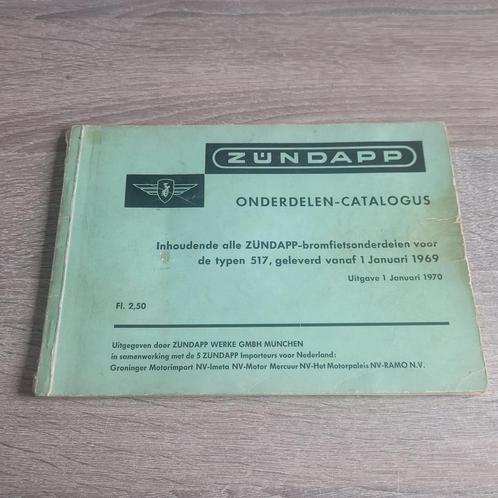 ZÜNDAPP
ONDERDELEN-CATALOGUS
Inhoudende alle ZÜNDAPP-bromfietsonderdelen voor
de typen 517, geleverd vanaf 1 Januari 1969
Uitgave 1 Januari 1970
Fl. 2,50
Uitgegeven door ZÜNDAPP WERKE GMBH MÜNCHEN
in samenwerking met de 5 ZÜNDAPP Importeurs voor Nederland:
Groninger Motorimport NV-Imeta NV-Motor Mercuur NV-Het Motorpaleis NV-RAMO N.V.